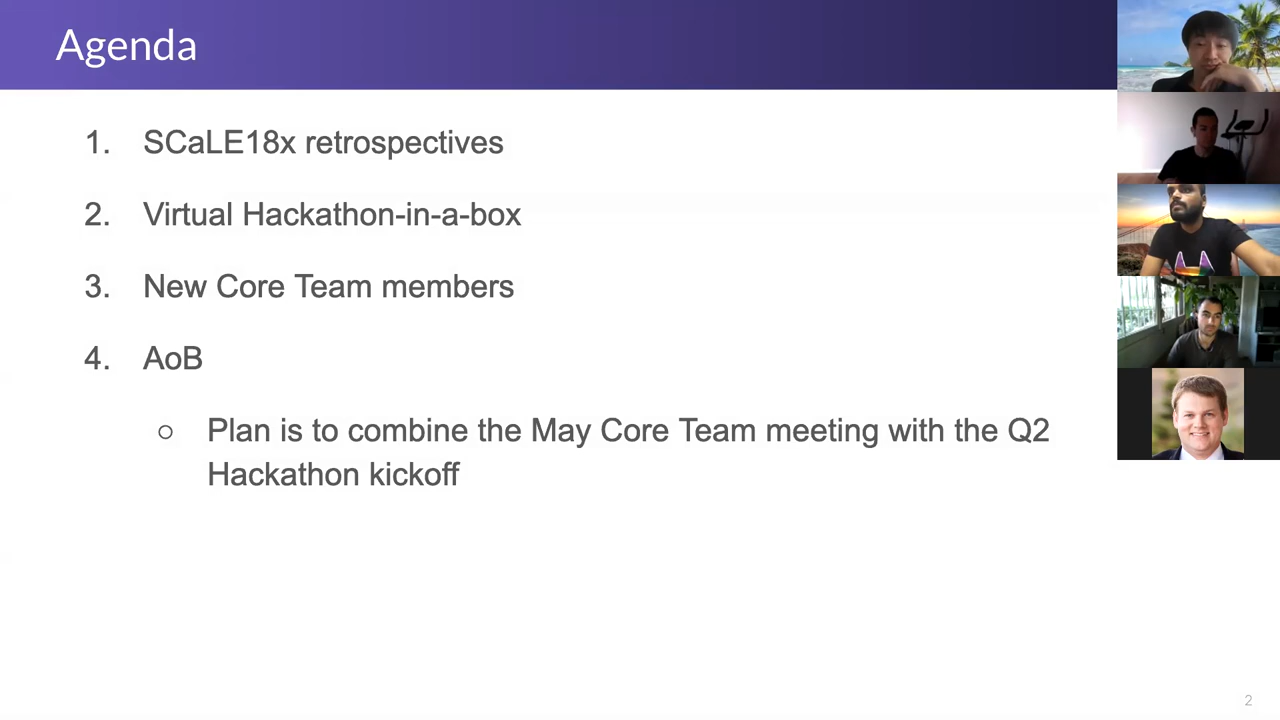 Agenda
1. SCaLE18x retrospectives
2. Virtual Hackathon-in-a-box
3. New Core Team members
4. AoB
○ Plan is to combine the May Core Team meeting with the Q2
Hackathon kickoff
2